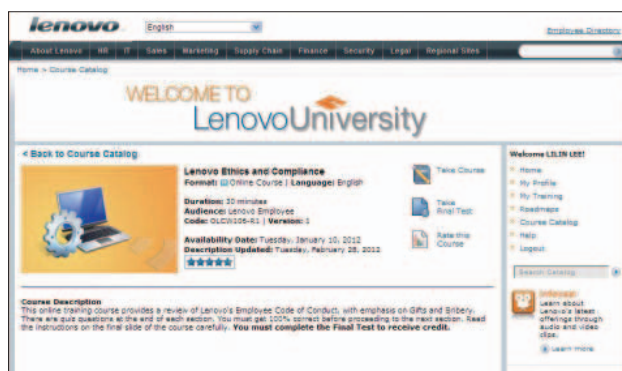 lenovo
English
Employee Directory
About Lenovo HR IT Sales Marketing Supply Chain Finance Security Legal Regional Sites
Home > Course Catalog
WELCOME TO
LenovoUniversity
< Back to Course Catalog
Lenovo Ethics and Compliance
Format: Online Course | Language: English
Duration: 30 minutes
Audience: Lenovo Employee
Code: OLCW106-R1 | Version: 1
Availability Date: Tuesday, January 10, 2012
Description Updated: Tuesday, February 28, 2012
Take Course
Take
Final Test
Rate this
Course
Welcome LILIN LEE!
Home
My Profile
My Training
Roadmaps
Course Catalog
Help
Logout
Search Catalog
Learn about
Lenovo's latest
offerings through
audio and video
clips.
Learn more
Course Description
This online training course provides a review of Lenovo's Employee Code of Conduct, with emphasis on Gifts and Bribery.
There are quiz questions at the end of each section. You must get 100% correct before proceeding to the next section. Read
the instructions on the final slide of the course carefully. You must complete the Final Test to receive credit.